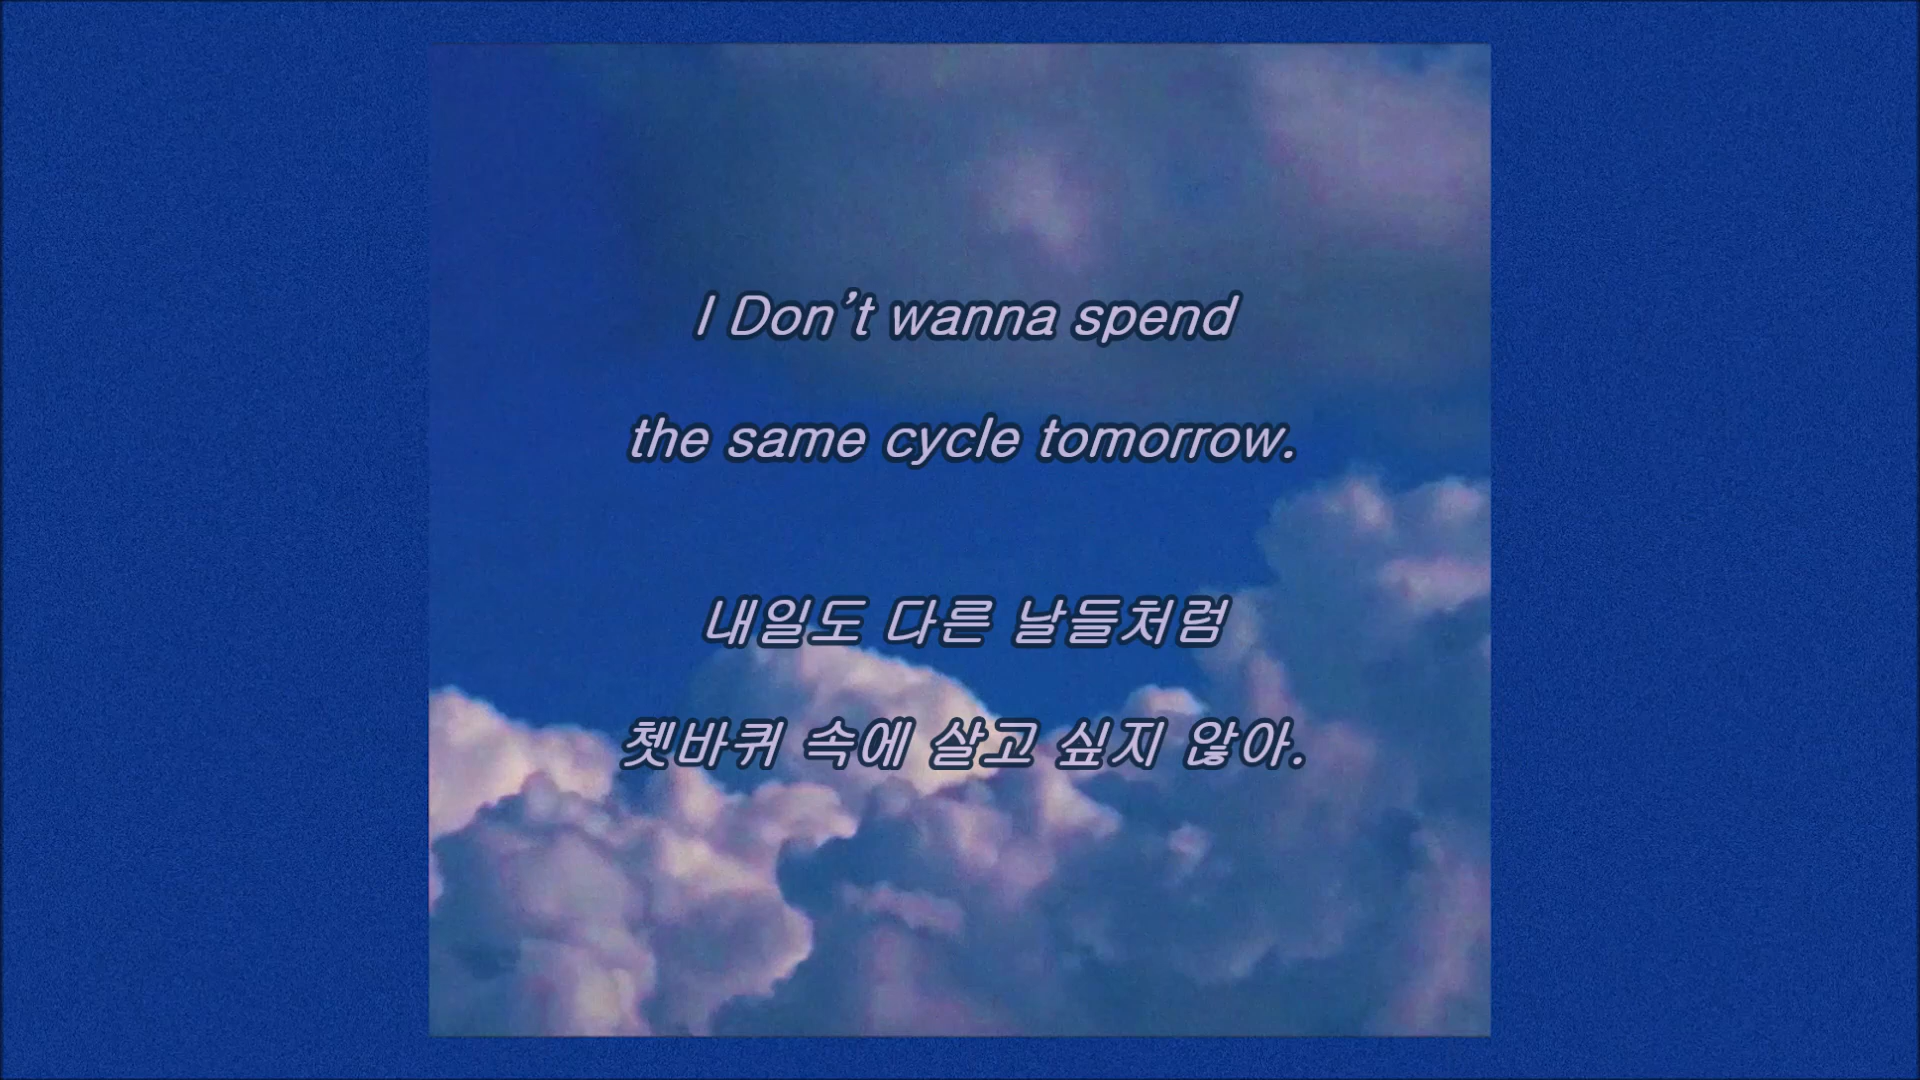 I Don’t wanna spend
the same cycle tomorrow.
내일도 다른 날들처럼
쳇바퀴 속에 살고 싶지 않아.